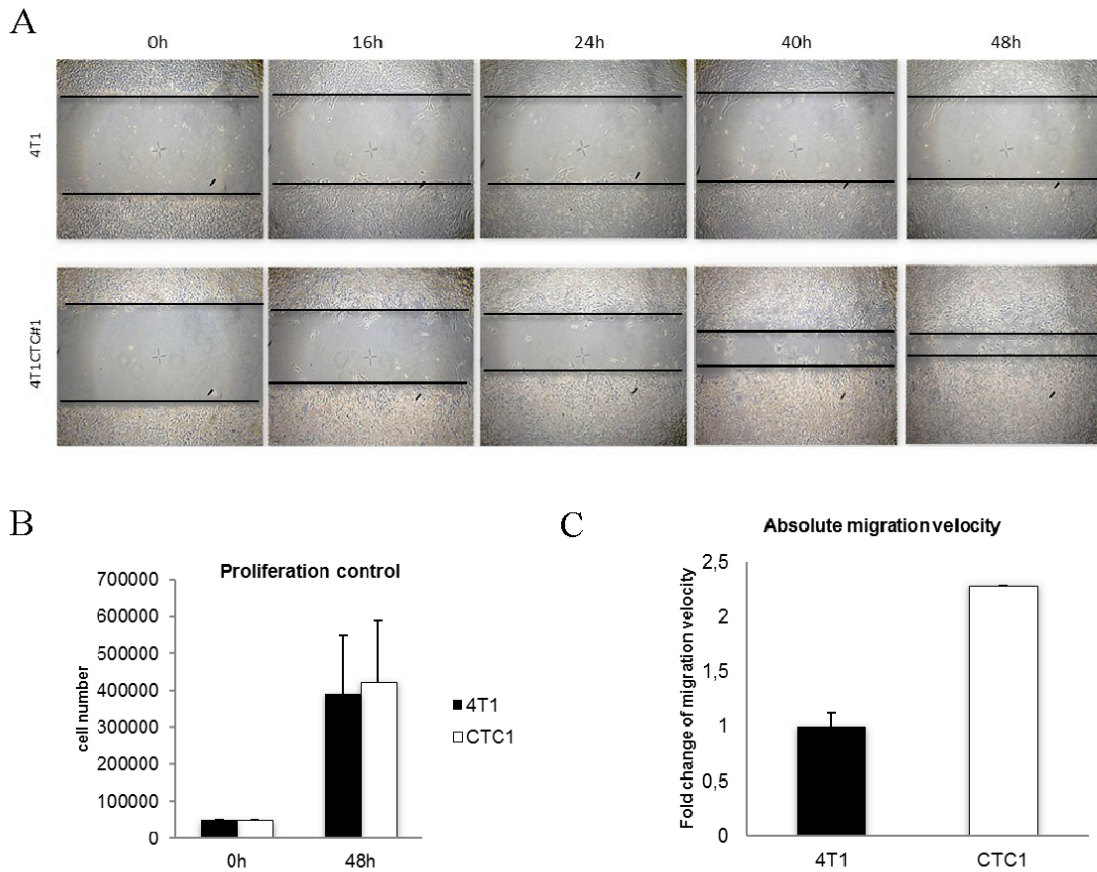 A
0h 16h 24h 40h 48h
4T1
4T1CTC#1
B
Proliferation control
cell number
700000
600000
500000
400000
300000
200000
100000
0
0h 48h
4T1
CTC1
C
Absolute migration velocity
Fold change of migration velocity
2,5
2
1,5
1
0,5
0
4T1 CTC1